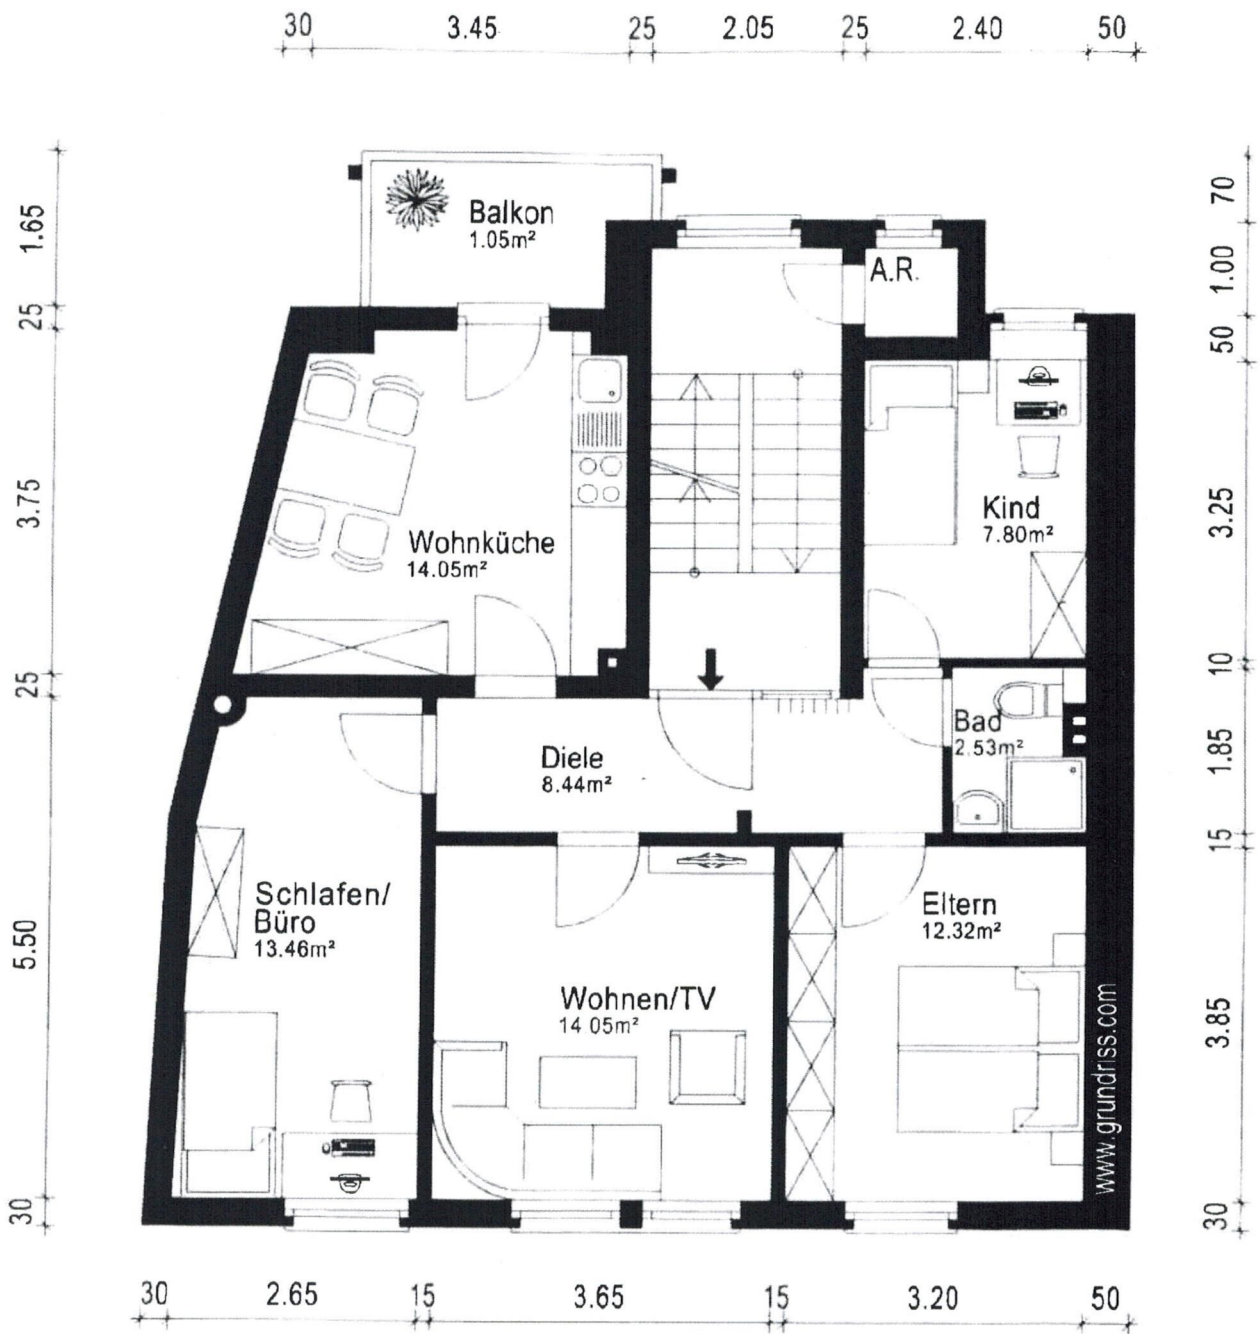 30 3.45 25 2.05 25 2.40 50
1.65
25
3.75
25
5.50
30
Balkon
1.05m²
A.R.
Kind
7.80m²
Wohnküche
14.05m²
Diele
8.44m²
Bad
2.53m²
Schlafen/
Büro
13.46m²
Wohnen/TV
14 05m²
Eltern
12.32m²
www.grundriss.com
70
1.00
50
3.25
10
1.85
15
3.85
30
30 2.65 15 3.65 15 3.20 50